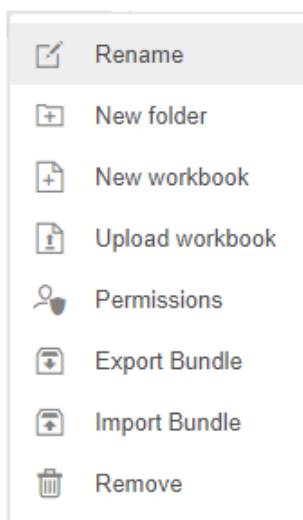 Rename
New folder
New workbook
Upload workbook
Permissions
Export Bundle
Import Bundle
Remove